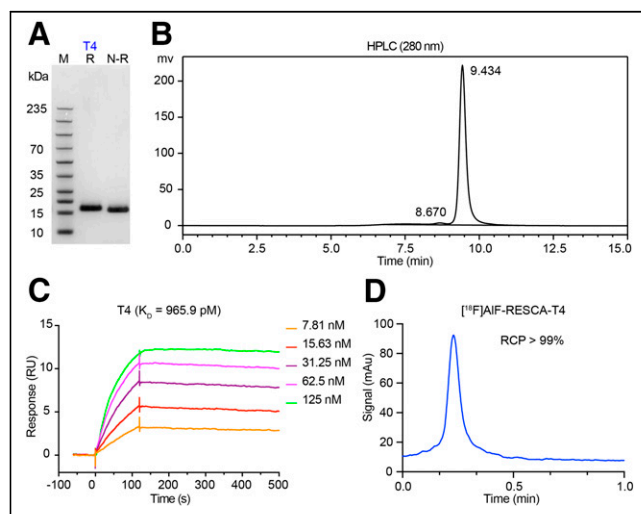 A
T4
M R N-R
kDa
235
70
35
25
15
10
B
HPLC (280 nm)
mv
200
150
100
50
0
9.434
8.670
0.0 2.5 5.0 7.5 10.0 12.5 15.0
Time (min)
C
T4 (KD = 965.9 pM)
Response (RU)
15
10
5
0
-100 0 100 200 300 400 500
Time (s)
7.81 nM
15.63 nM
31.25 nM
62.5 nM
125 nM
D
[18F]AIF-RESCA-T4
RCP > 99%
Signal (mAu)
100
80
60
40
20
0
0.0 0.5 1.0
Time (min)